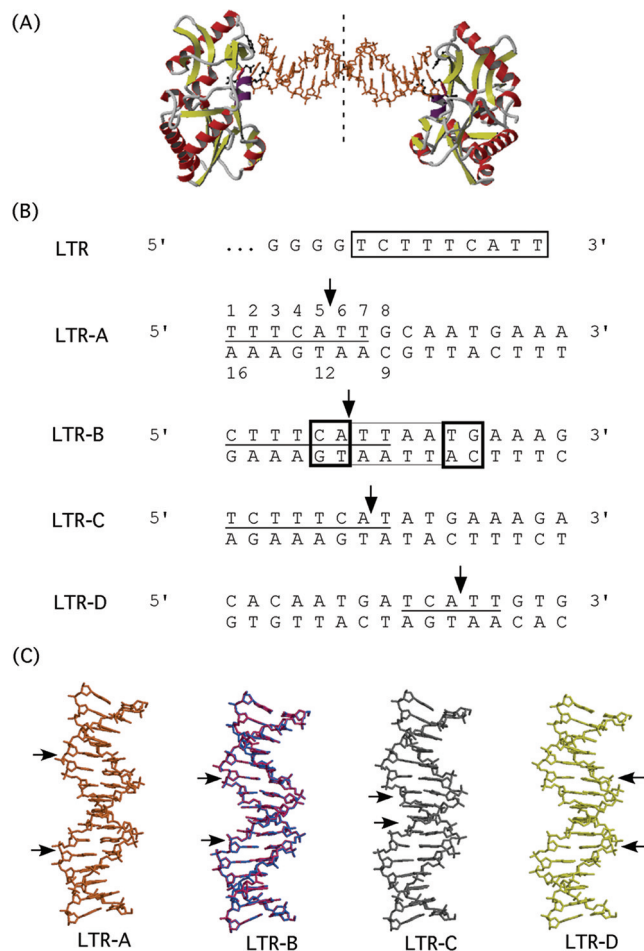 (A)
(B)
LTR 5' ... G G G G T C T T T C A T T 3'
1 2 3 4 5 6 7 8
LTR-A 5' T T T C A T T G C A A T G A A A 3'
A A A G T A A C G T T A C T T T
16 12 9
LTR-B 5' C T T T C A T T A A T G A A A G 3'
G A A A G T A A T T A C T T T C
LTR-C 5' T C T T T C A T A T G A A A G A 3'
A G A A A G T A T A C T T T C T
LTR-D 5' C A C A A T G A T C A T T G T G 3'
G T G T T A C T A G T A A C A C
(C)
LTR-A LTR-B LTR-C LTR-D